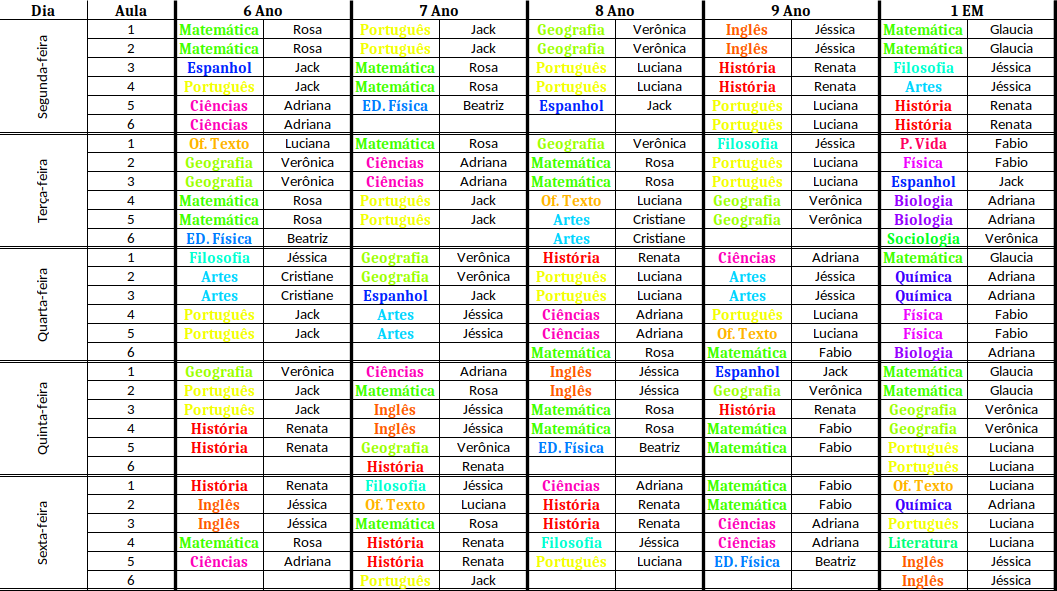 Dia Aula 6 Ano 7 Ano 8 Ano 9 Ano 1 EM
Segunda-feira
1 Matemática Rosa Português Jack Geografia Verônica Inglês Jéssica Matemática Glaucia
2 Matemática Rosa Português Jack Geografia Verônica Inglês Jéssica Matemática Glaucia
3 Espanhol Jack Matemática Rosa Português Luciana História Renata Filosofia Jéssica
4 Português Jack Matemática Rosa Português Luciana História Renata Artes Jéssica
5 Ciências Adriana ED. Física Beatriz Espanhol Jack Português Luciana História Renata
6 Ciências Adriana Português Luciana História Renata
Terça-feira
1 Of. Texto Luciana Matemática Rosa Geografia Verônica Filosofia Jéssica P. Vida Fabio
2 Geografia Verônica Ciências Adriana Matemática Rosa Português Luciana Física Fabio
3 Geografia Verônica Ciências Adriana Matemática Rosa Português Luciana Espanhol Jack
4 Matemática Rosa Português Jack Of. Texto Luciana Geografia Verônica Biologia Adriana
5 Matemática Rosa Português Jack Artes Cristiane Geografia Verônica Biologia Adriana
6 ED. Física Beatriz Artes Cristiane Sociologia Verônica
Quarta-feira
1 Filosofia Jéssica Geografia Verônica História Renata Ciências Adriana Matemática Glaucia
2 Artes Cristiane Geografia Verônica Português Luciana Artes Jéssica Química Adriana
3 Artes Cristiane Espanhol Jack Português Luciana Artes Jéssica Química Adriana
4 Português Jack Artes Jéssica Ciências Adriana Português Luciana Física Fabio
5 Português Jack Artes Jéssica Ciências Adriana Of. Texto Luciana Física Fabio
6 Matemática Rosa Matemática Fabio Biologia Adriana
Quinta-feira
1 Geografia Verônica Ciências Adriana Inglês Jéssica Espanhol Jack Matemática Glaucia
2 Português Jack Matemática Rosa Inglês Jéssica Geografia Verônica Matemática Glaucia
3 Português Jack Inglês Jéssica Matemática Rosa História Renata Geografia Verônica
4 História Renata Inglês Jéssica Matemática Rosa Matemática Fabio Geografia Verônica
5 História Renata Geografia Verônica ED. Física Beatriz Matemática Fabio Português Luciana
6 História Renata Português Luciana
Sexta-feira
1 História Renata Filosofia Jéssica Ciências Adriana Matemática Fabio Of. Texto Luciana
2 Inglês Jéssica Of. Texto Luciana História Renata Matemática Fabio Química Adriana
3 Inglês Jéssica Matemática Rosa História Renata Ciências Adriana Português Luciana
4 Matemática Rosa História Renata Filosofia Jéssica Ciências Adriana Literatura Luciana
5 Ciências Adriana História Renata Português Luciana ED. Física Beatriz Inglês Jéssica
6 Português Jack Inglês Jéssica